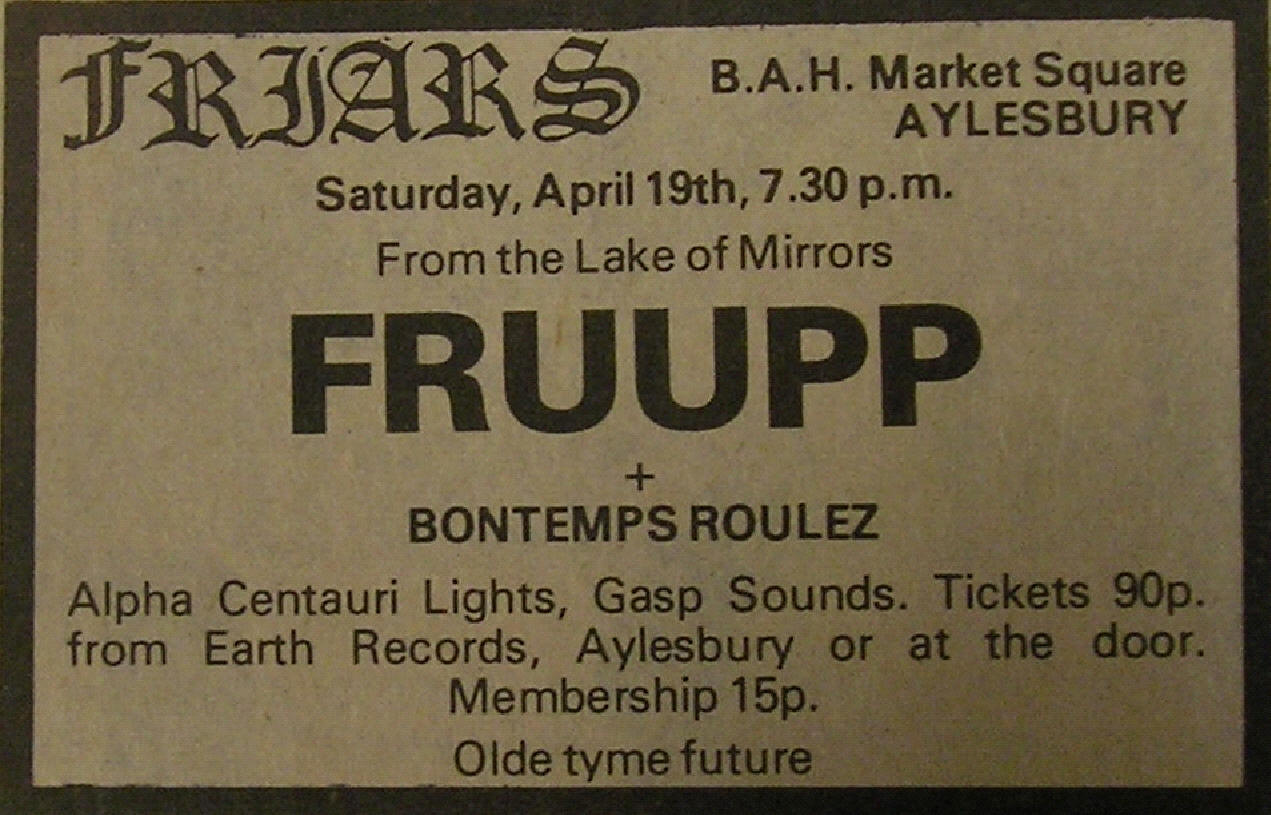 FRIARS
B.A.H. Market Square
AYLESBURY
Saturday, April 19th, 7.30 p.m.
From the Lake of Mirrors
FRUUPP
+
BONTEMPS ROULEZ
Alpha Centauri Lights, Gasp Sounds. Tickets 90p.
from Earth Records, Aylesbury or at the door.
Membership 15p.
Olde tyme future